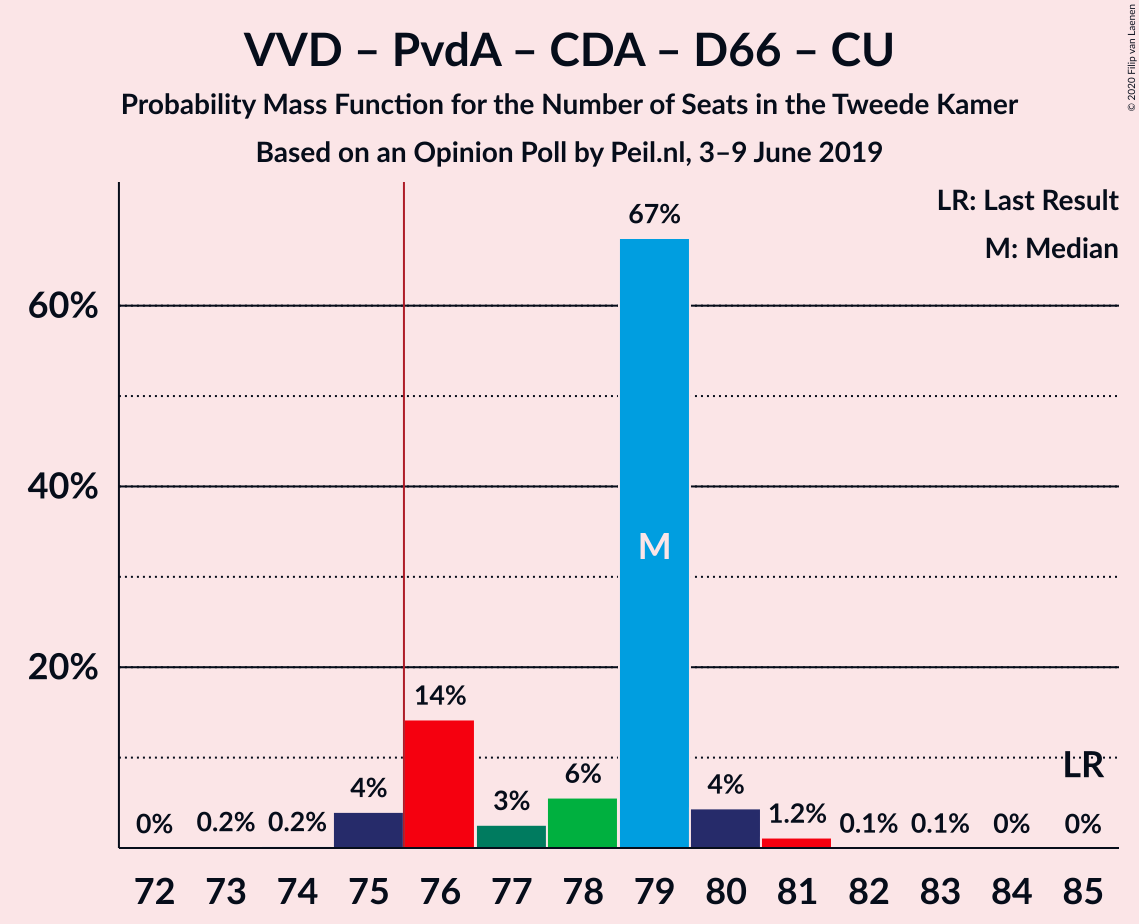 VVD – PvdA – CDA – D66 – CU
Probability Mass Function for the Number of Seats in the Tweede Kamer
Based on an Opinion Poll by Peil.nl, 3–9 June 2019
© 2020 Filip van Laenen
LR: Last Result
M: Median
60%
40%
20%
0%
0.2%
0.2%
4%
14%
3%
6%
67%
M
4%
1.2%
0.1%
0.1%
0%
LR
0%
72 73 74 75 76 77 78 79 80 81 82 83 84 85